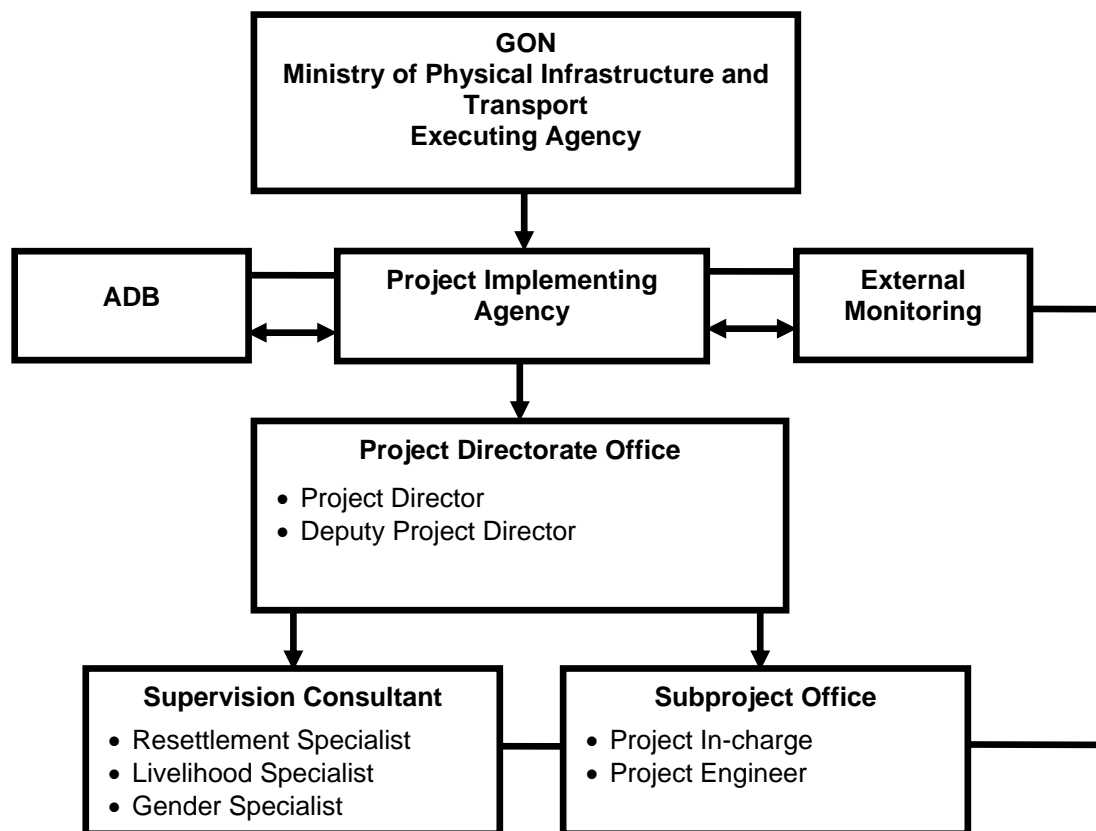 GON
Ministry of Physical Infrastructure and
Transport
Executing Agency
ADB
Project Implementing
Agency
External
Monitoring
Project Directorate Office
• Project Director
• Deputy Project Director
Supervision Consultant
• Resettlement Specialist
• Livelihood Specialist
• Gender Specialist
Subproject Office
• Project In-charge
• Project Engineer